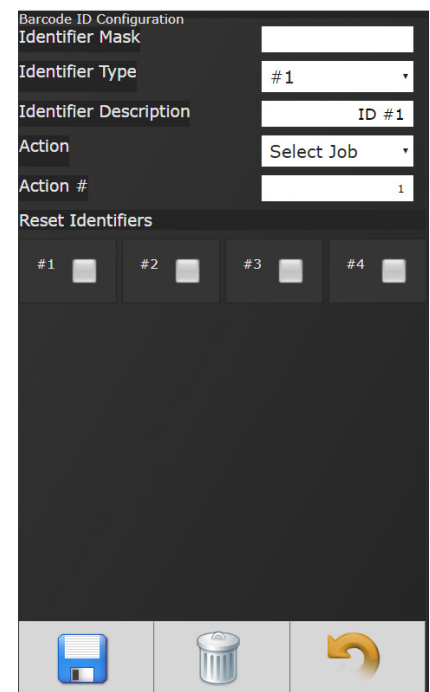 Barcode ID Configuration
Identifier Mask
Identifier Type #1
Identifier Description ID #1
Action Select Job
Action # 1
Reset Identifiers
#1 #2 #3 #4